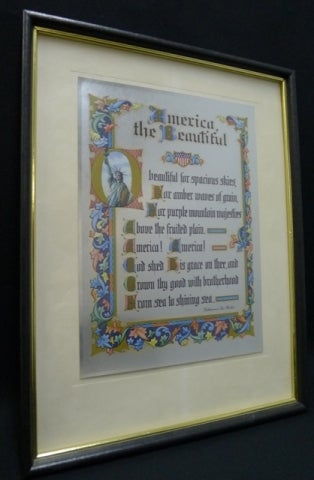 America,
the Beautiful
O beautiful for spacious skies,
For amber waves of grain,
For purple mountain majesties
Above the fruited plain.
America! America!
God shed His grace on thee, and
Crown thy good with brotherhood
From sea to shining sea.